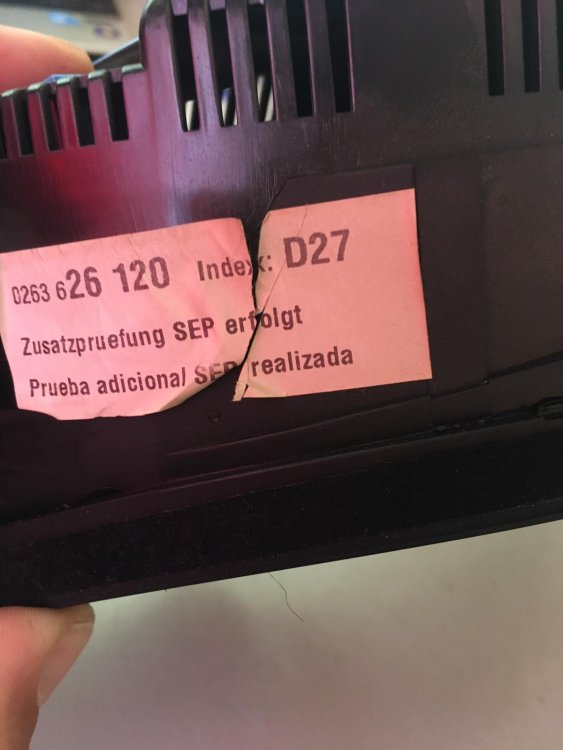 0263 626 120 Index: D27
Zusatzpruefung SEP erfolgt
Prueba adicional SEP realizada